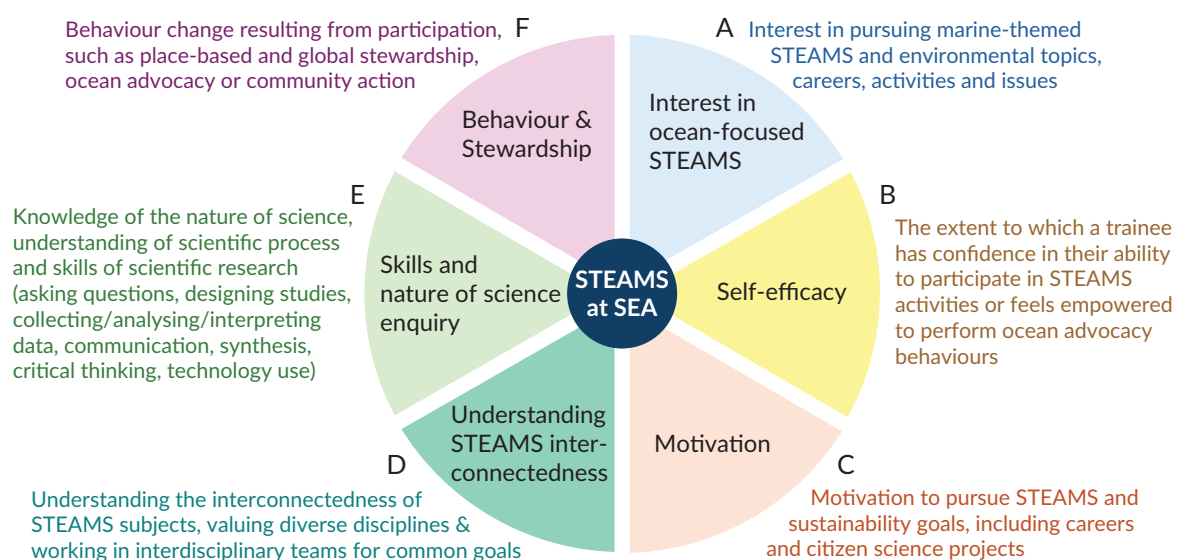 A
Interest in pursuing marine-themed
STEAMS and environmental topics,
careers, activities and issues
Interest in
ocean-focused
STEAMS
B
The extent to which a trainee
has confidence in their ability
to participate in STEAMS
activities or feels empowered
to perform ocean advocacy
behaviours
Self-efficacy
C
Motivation to pursue STEAMS and
sustainability goals, including careers
and citizen science projects
Motivation
D
Understanding the interconnectedness of
STEAMS subjects, valuing diverse disciplines &
working in interdisciplinary teams for common goals
Understanding
STEAMS inter-
connectedness
E
Knowledge of the nature of science,
understanding of scientific process
and skills of scientific research
(asking questions, designing studies,
collecting/analysing/interpreting
data, communication, synthesis,
critical thinking, technology use)
Skills and
nature of science
enquiry
F
Behaviour change resulting from participation,
such as place-based and global stewardship,
ocean advocacy or community action
Behaviour &
Stewardship
STEAMS
at SEA